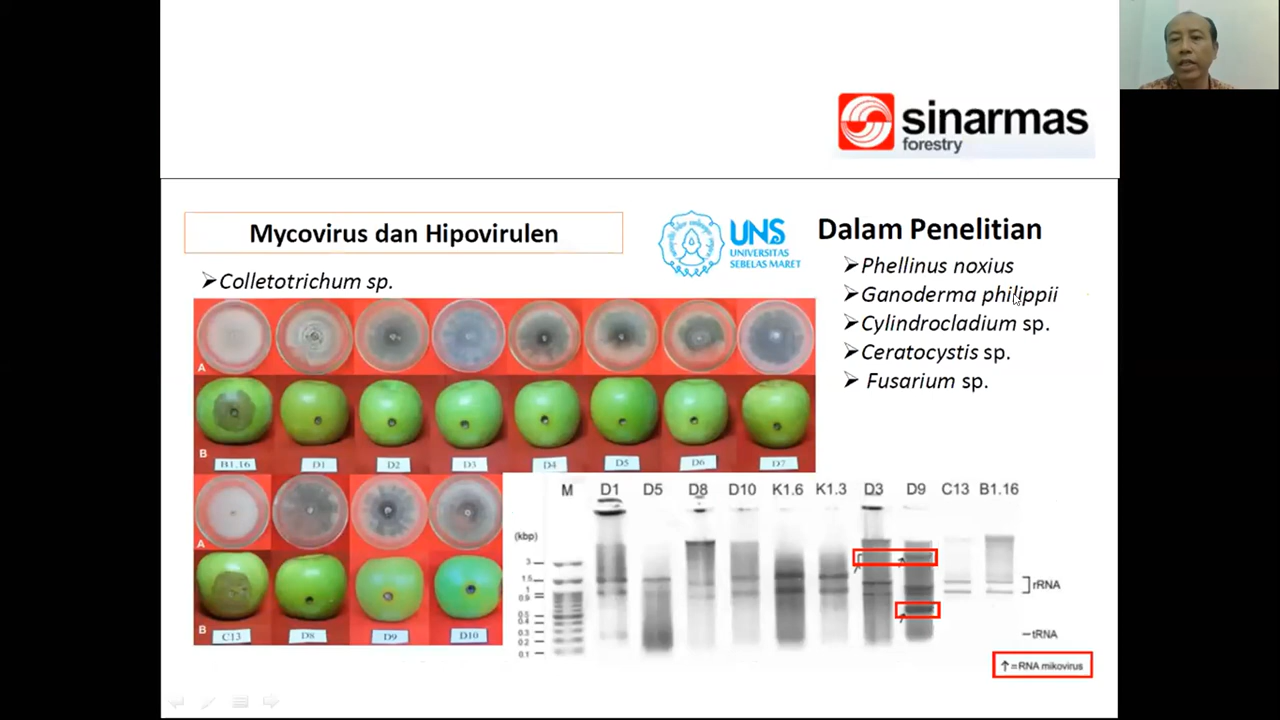 sinarmas
forestry
Mycovirus dan Hipovirulen
UNS
UNIVERSITAS
SEBELAS MARET
Dalam Penelitian
➢Colletotrichum sp.
➢Phellinus noxius
➢Ganoderma philippii
➢Cylindrocladium sp.
➢Ceratocystis sp.
➢ Fusarium sp.
A
B
B1.16 D1 D2 D3 D4 D5 D6 D7
A
B
C13 D8 D9 D10
M D1 D5 D8 D10 K1.6 K1.3 D3 D9 C13 B1.16
(kbp)
3
1.5
1
0.9
0.5
0.4
0.3
0.2
0.1
rRNA
tRNA
↑=RNA mikovirus